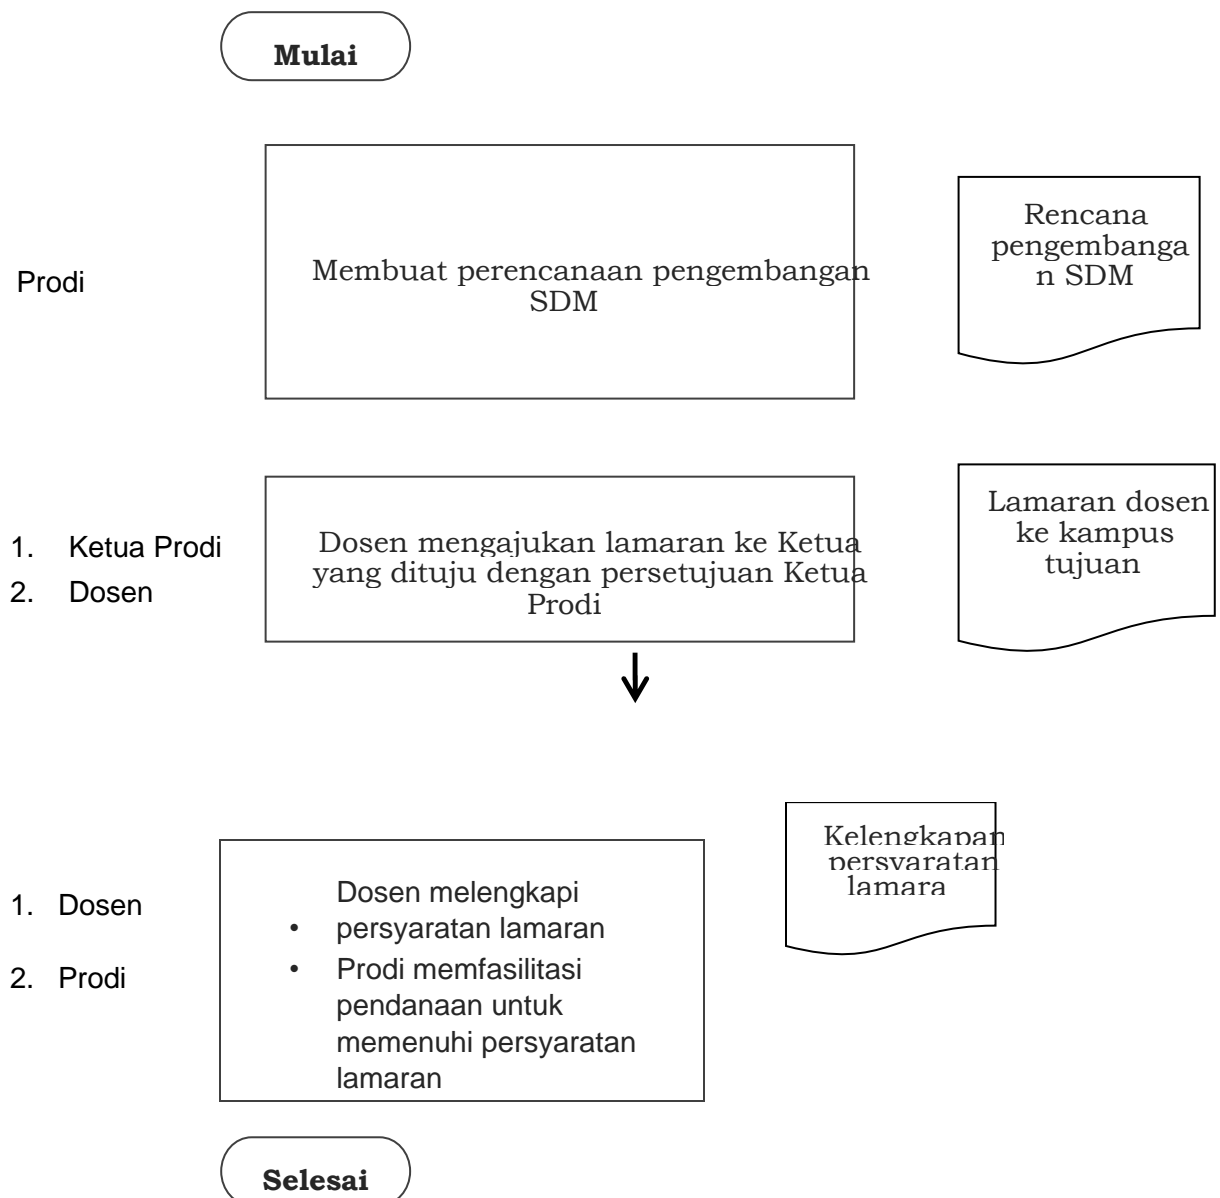 Mulai
Prodi
Membuat perencanaan pengembangan
SDM
Rencana
pengembanga
n SDM
1. Ketua Prodi
2. Dosen
Dosen mengajukan lamaran ke Ketua
yang dituju dengan persetujuan Ketua
Prodi
Lamaran dosen
ke kampus
tujuan
1. Dosen
2. Prodi
Dosen melengkapi
• persyaratan lamaran
• Prodi memfasilitasi
pendanaan untuk
memenuhi persyaratan
lamaran
Kelengkapan
persyaratan
lamara
Selesai